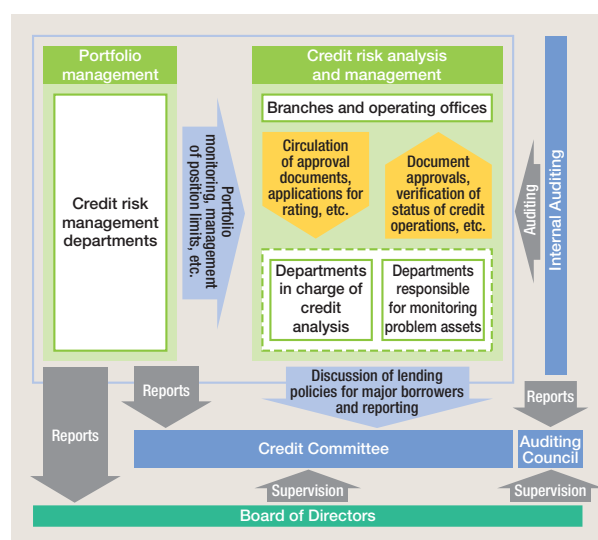 Portfolio
management
Credit risk
management
departments
Portfolio
monitoring, management
of position limits, etc.
Credit risk analysis
and management
Branches and operating offices
Circulation
of approval
documents,
applications for
rating, etc.
Document
approvals,
verification of
status of credit
operations, etc.
Departments
in charge of
credit
analysis
Departments
responsible
for monitoring
problem assets
Auditing
Internal Auditing
Reports
Reports
Discussion of lending
policies for major borrowers
and reporting
Reports
Credit Committee
Auditing
Council
Supervision
Supervision
Board of Directors